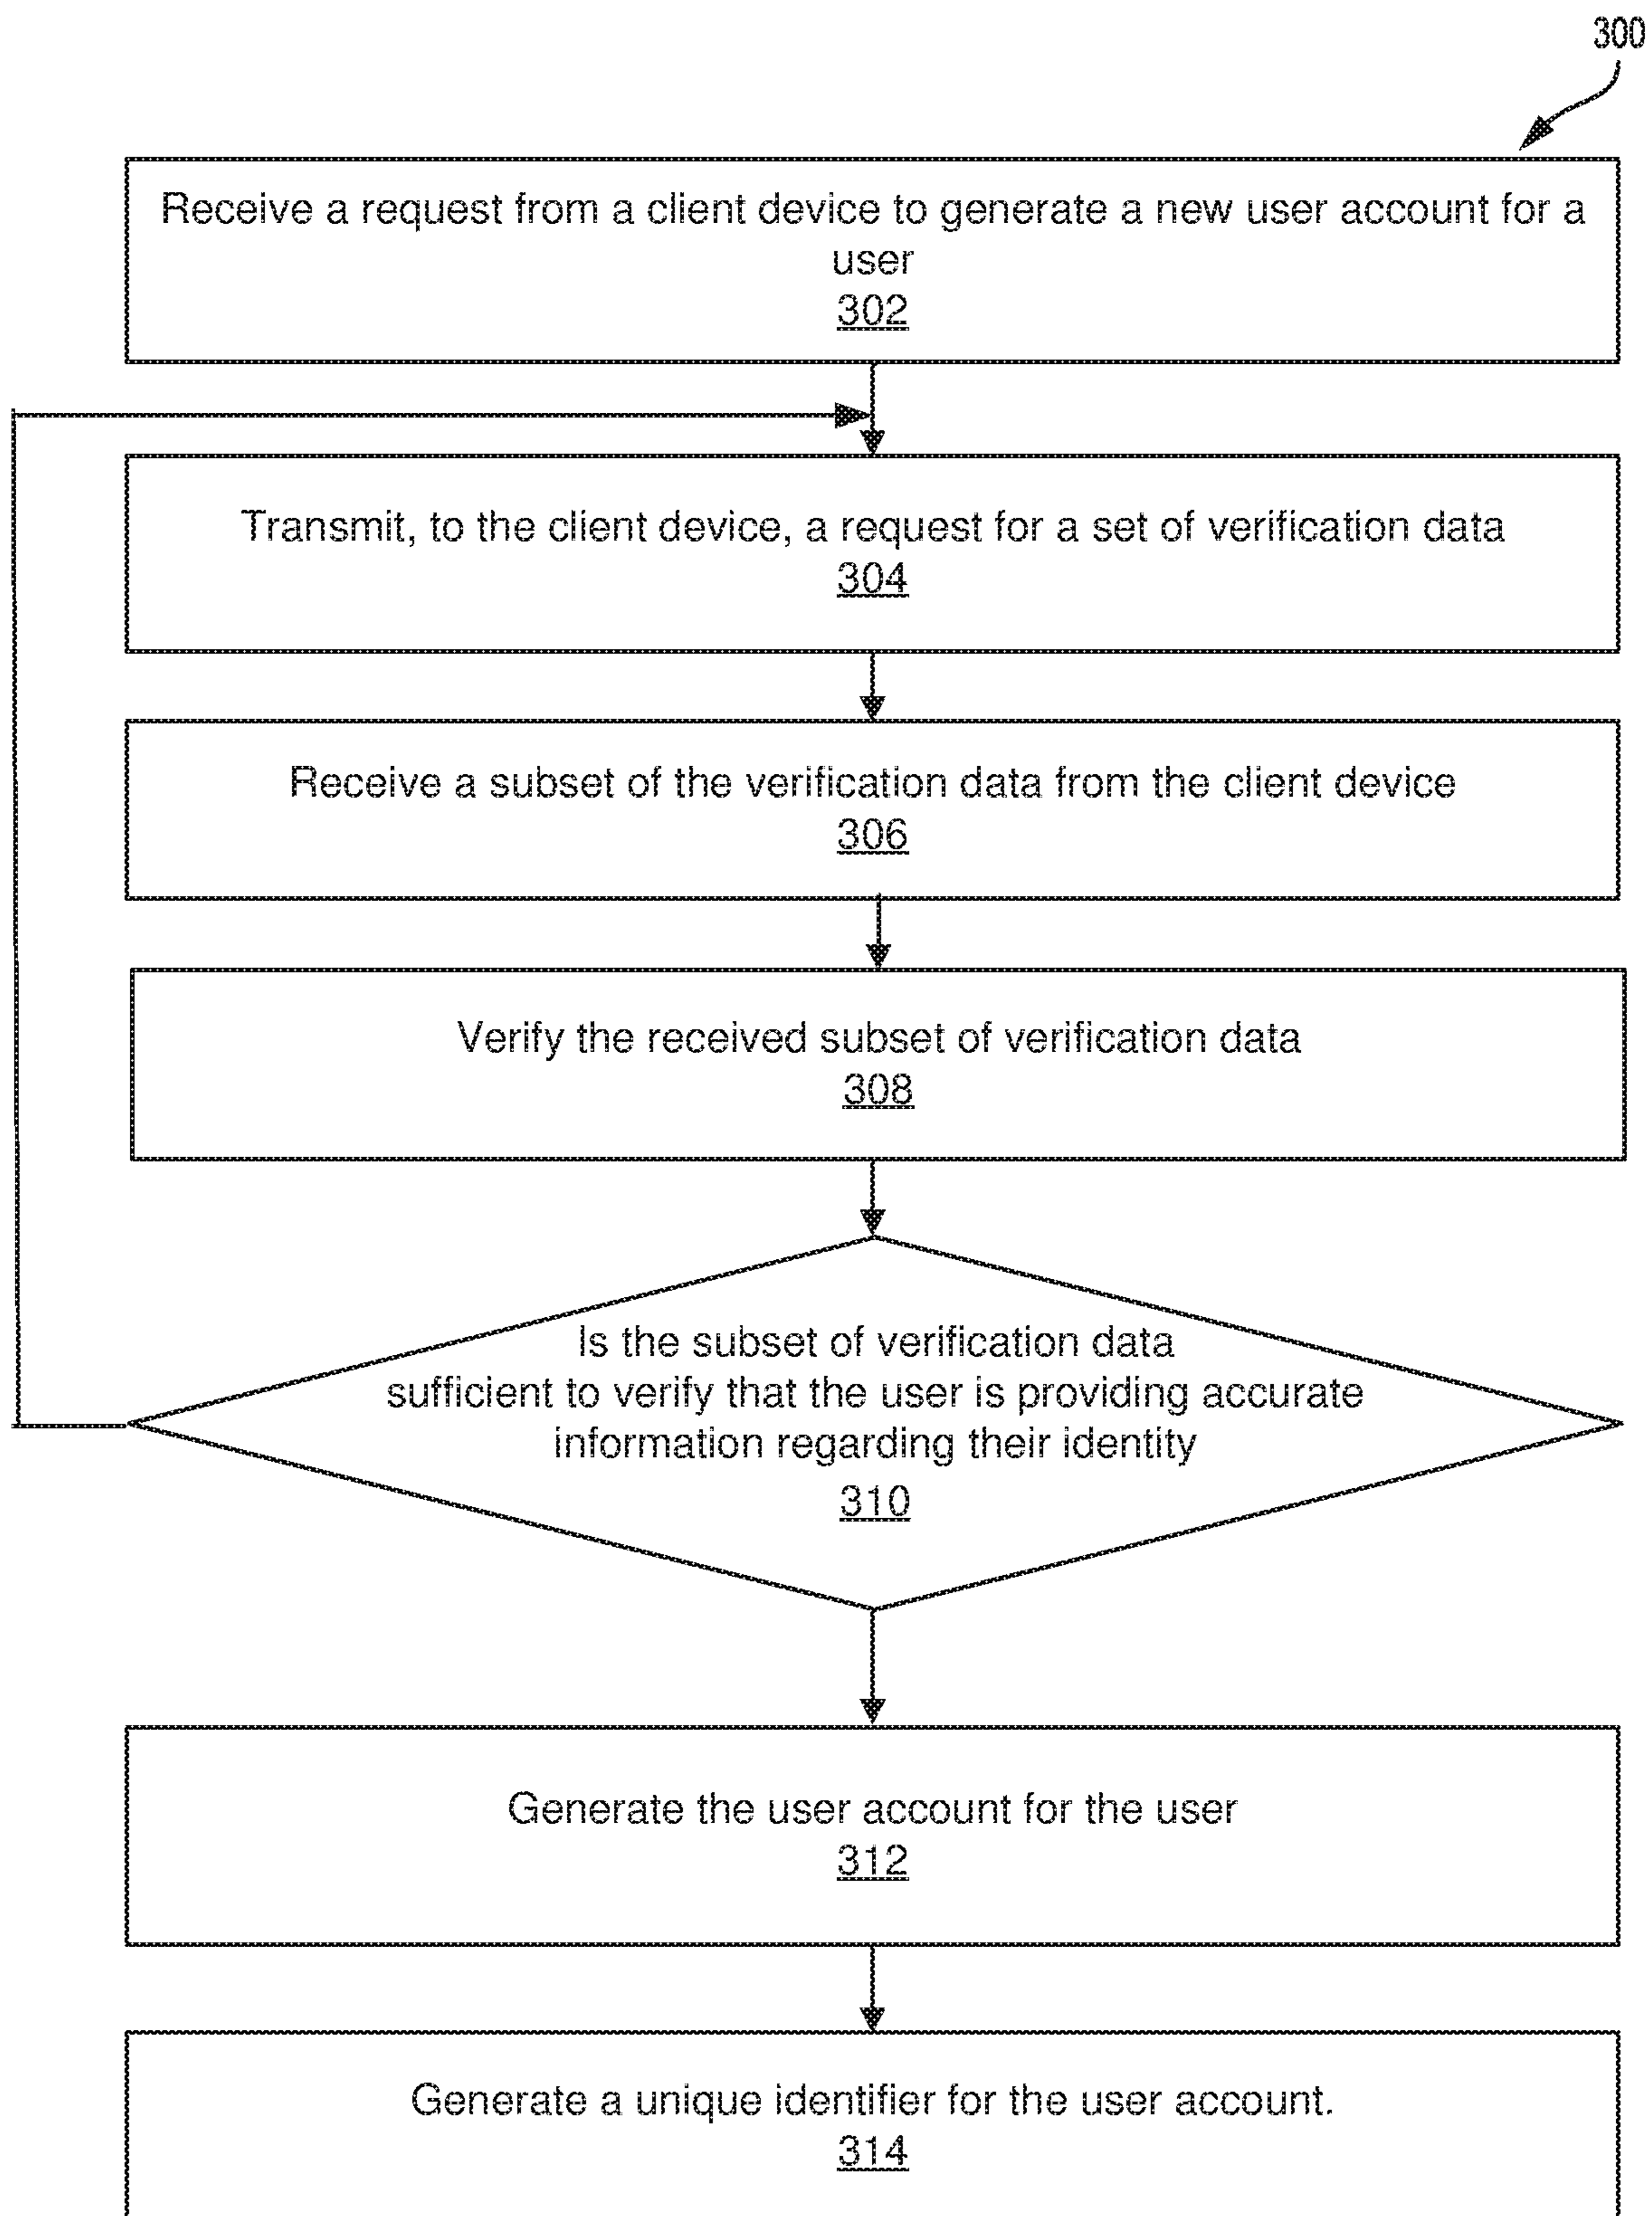 300
Receive a request from a client device to generate a new user account for a
user
302
Transmit, to the client device, a request for a set of verification data
304
Receive a subset of the verification data from the client device
306
Verify the received subset of verification data
308
Is the subset of verification data
sufficient to verify that the user is providing accurate
information regarding their identity
310
Generate the user account for the user
312
Generate a unique identifier for the user account.
314